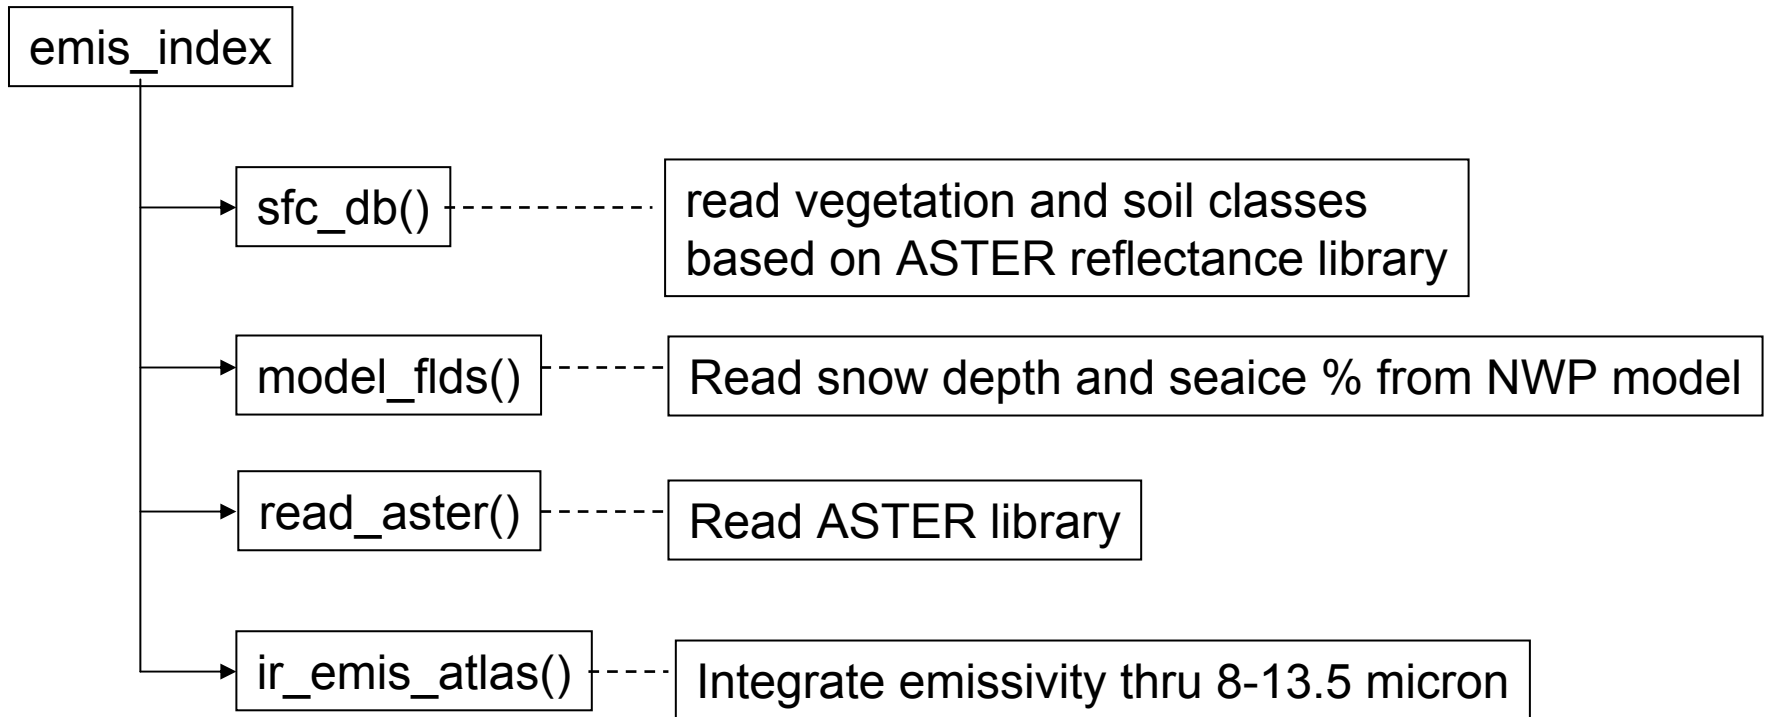 emis_index
sfc_db()
read vegetation and soil classes
based on ASTER reflectance library
model_flds()
Read snow depth and seaice % from NWP model
read_aster()
Read ASTER library
ir_emis_atlas()
Integrate emissivity thru 8-13.5 micron